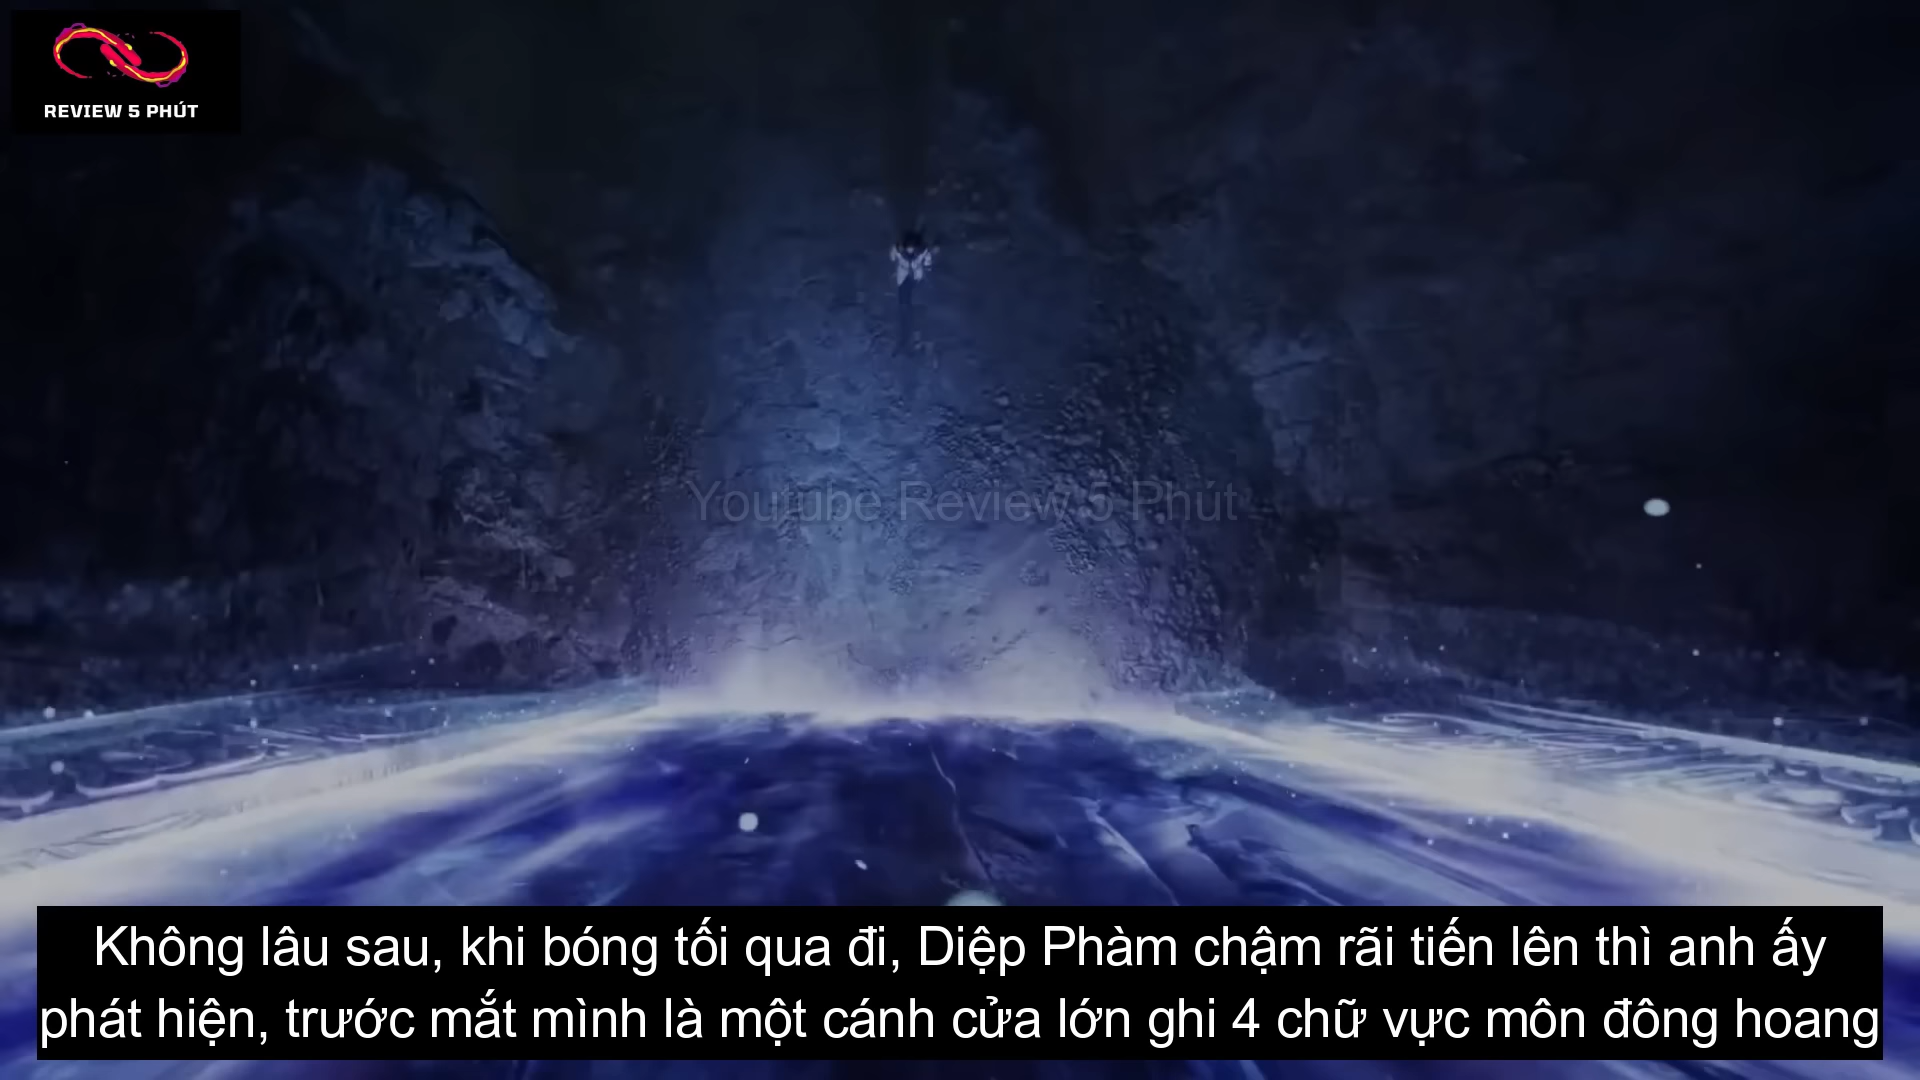 REVIEW 5 PHÚT
Youtube Review 5 Phút
Không lâu sau, khi bóng tối qua đi, Diệp Phàm chậm rãi tiến lên thì anh ấy
phát hiện, trước mắt mình là một cánh cửa lớn ghi 4 chữ vực môn đông hoang